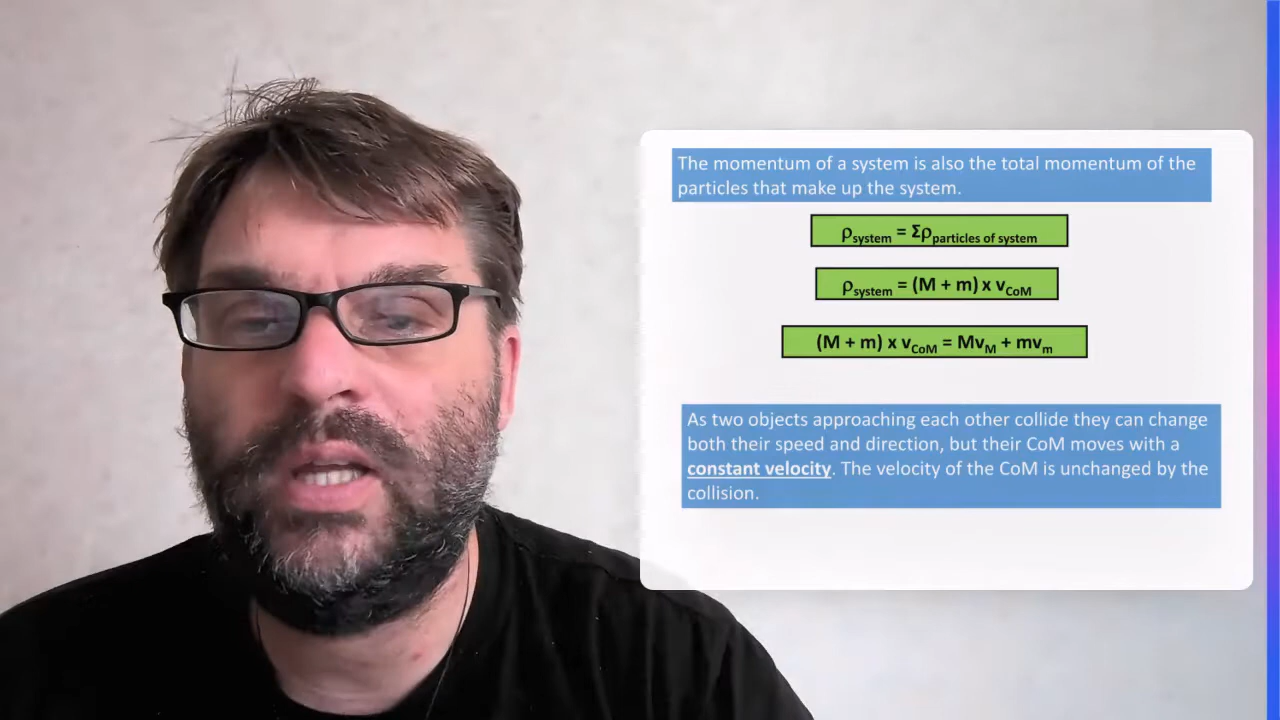 The momentum of a system is also the total momentum of the
particles that make up the system.
ρsystem = Σρparticles of system
ρsystem = (M + m) x vCoM
(M + m) x vCoM = MvM + mvm
As two objects approaching each other collide they can change
both their speed and direction, but their CoM moves with a
constant velocity. The velocity of the CoM is unchanged by the
collision.